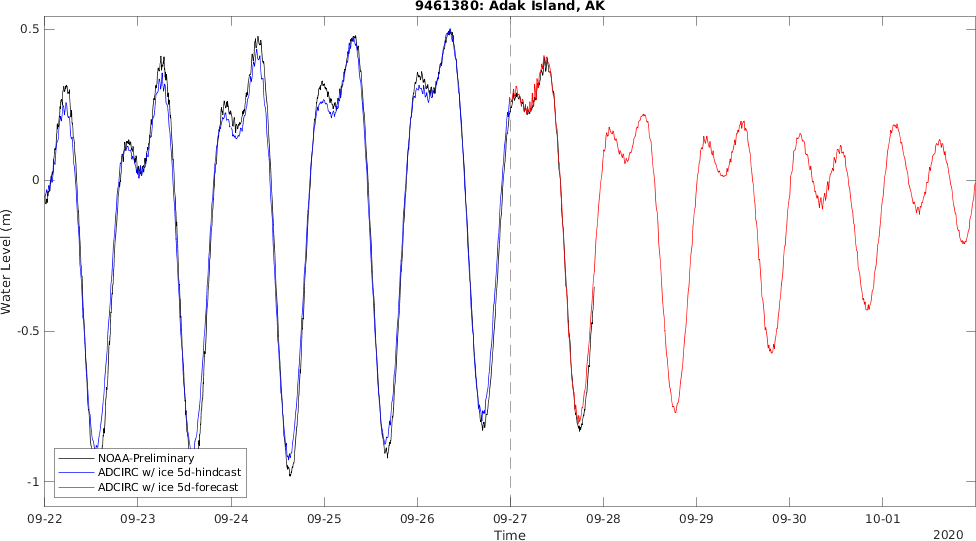 9461380: Adak Island, AK
Water Level (m)
0.5
0
-0.5
-1
NOAA-Preliminary
ADCIRC w/ ice 5d-hindcast
ADCIRC w/ ice 5d-forecast
09-22 09-23 09-24 09-25 09-26 09-27 09-28 09-29 09-30 10-01
Time
2020